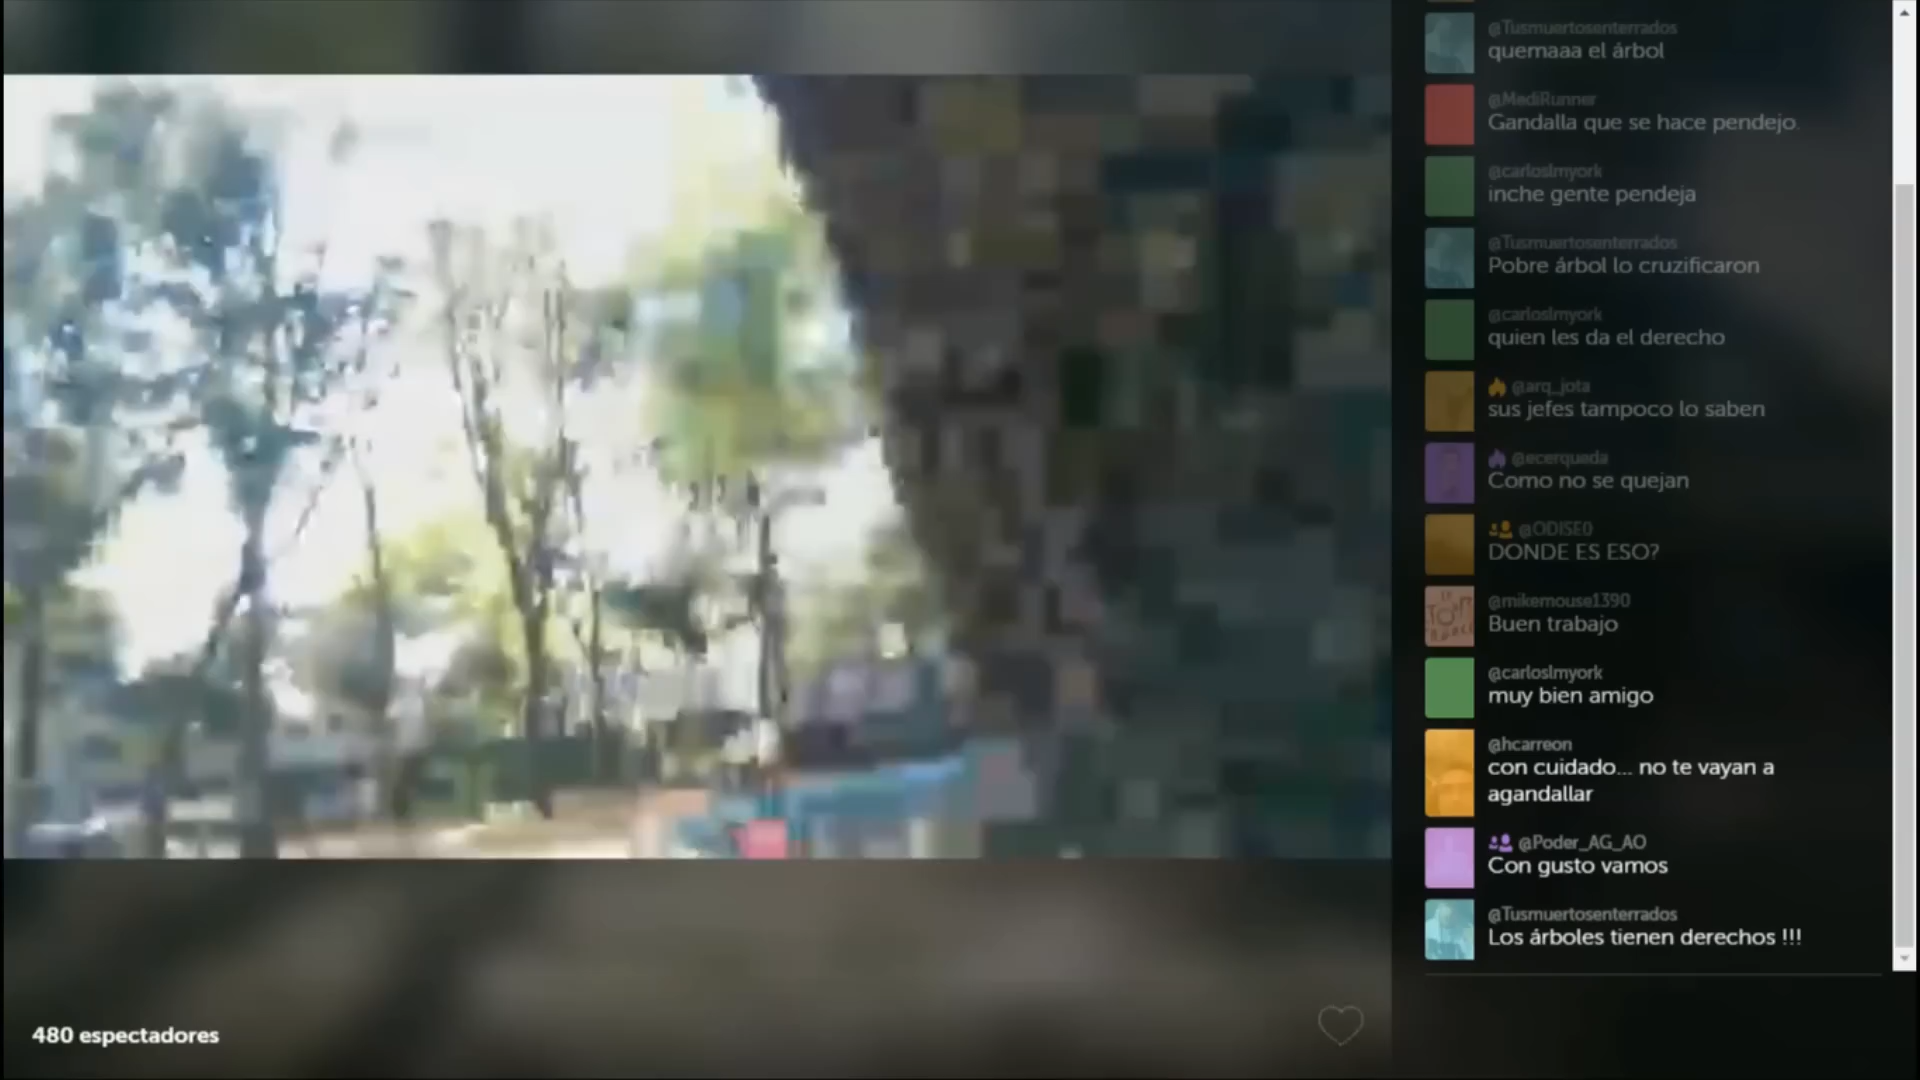 @Tusmuertosenterrados
quemaaa el árbol
@MediRunner
Gandalla que se hace pendejo.
@carloslmyork
inche gente pendeja
@Tusmuertosenterrados
Pobre árbol lo cruzificaron
@carloslmyork
quien les da el derecho
@arq_jota
sus jefes tampoco lo saben
@ecerqueda
Como no se quejan
@ODISE0
DONDE ES ESO?
@mikemouse1390
Buen trabajo
@carloslmyork
muy bien amigo
@hcarreon
con cuidado... no te vayan a
agandallar
@Poder_AG_AO
Con gusto vamos
@Tusmuertosenterrados
Los árboles tienen derechos !!!
480 espectadores